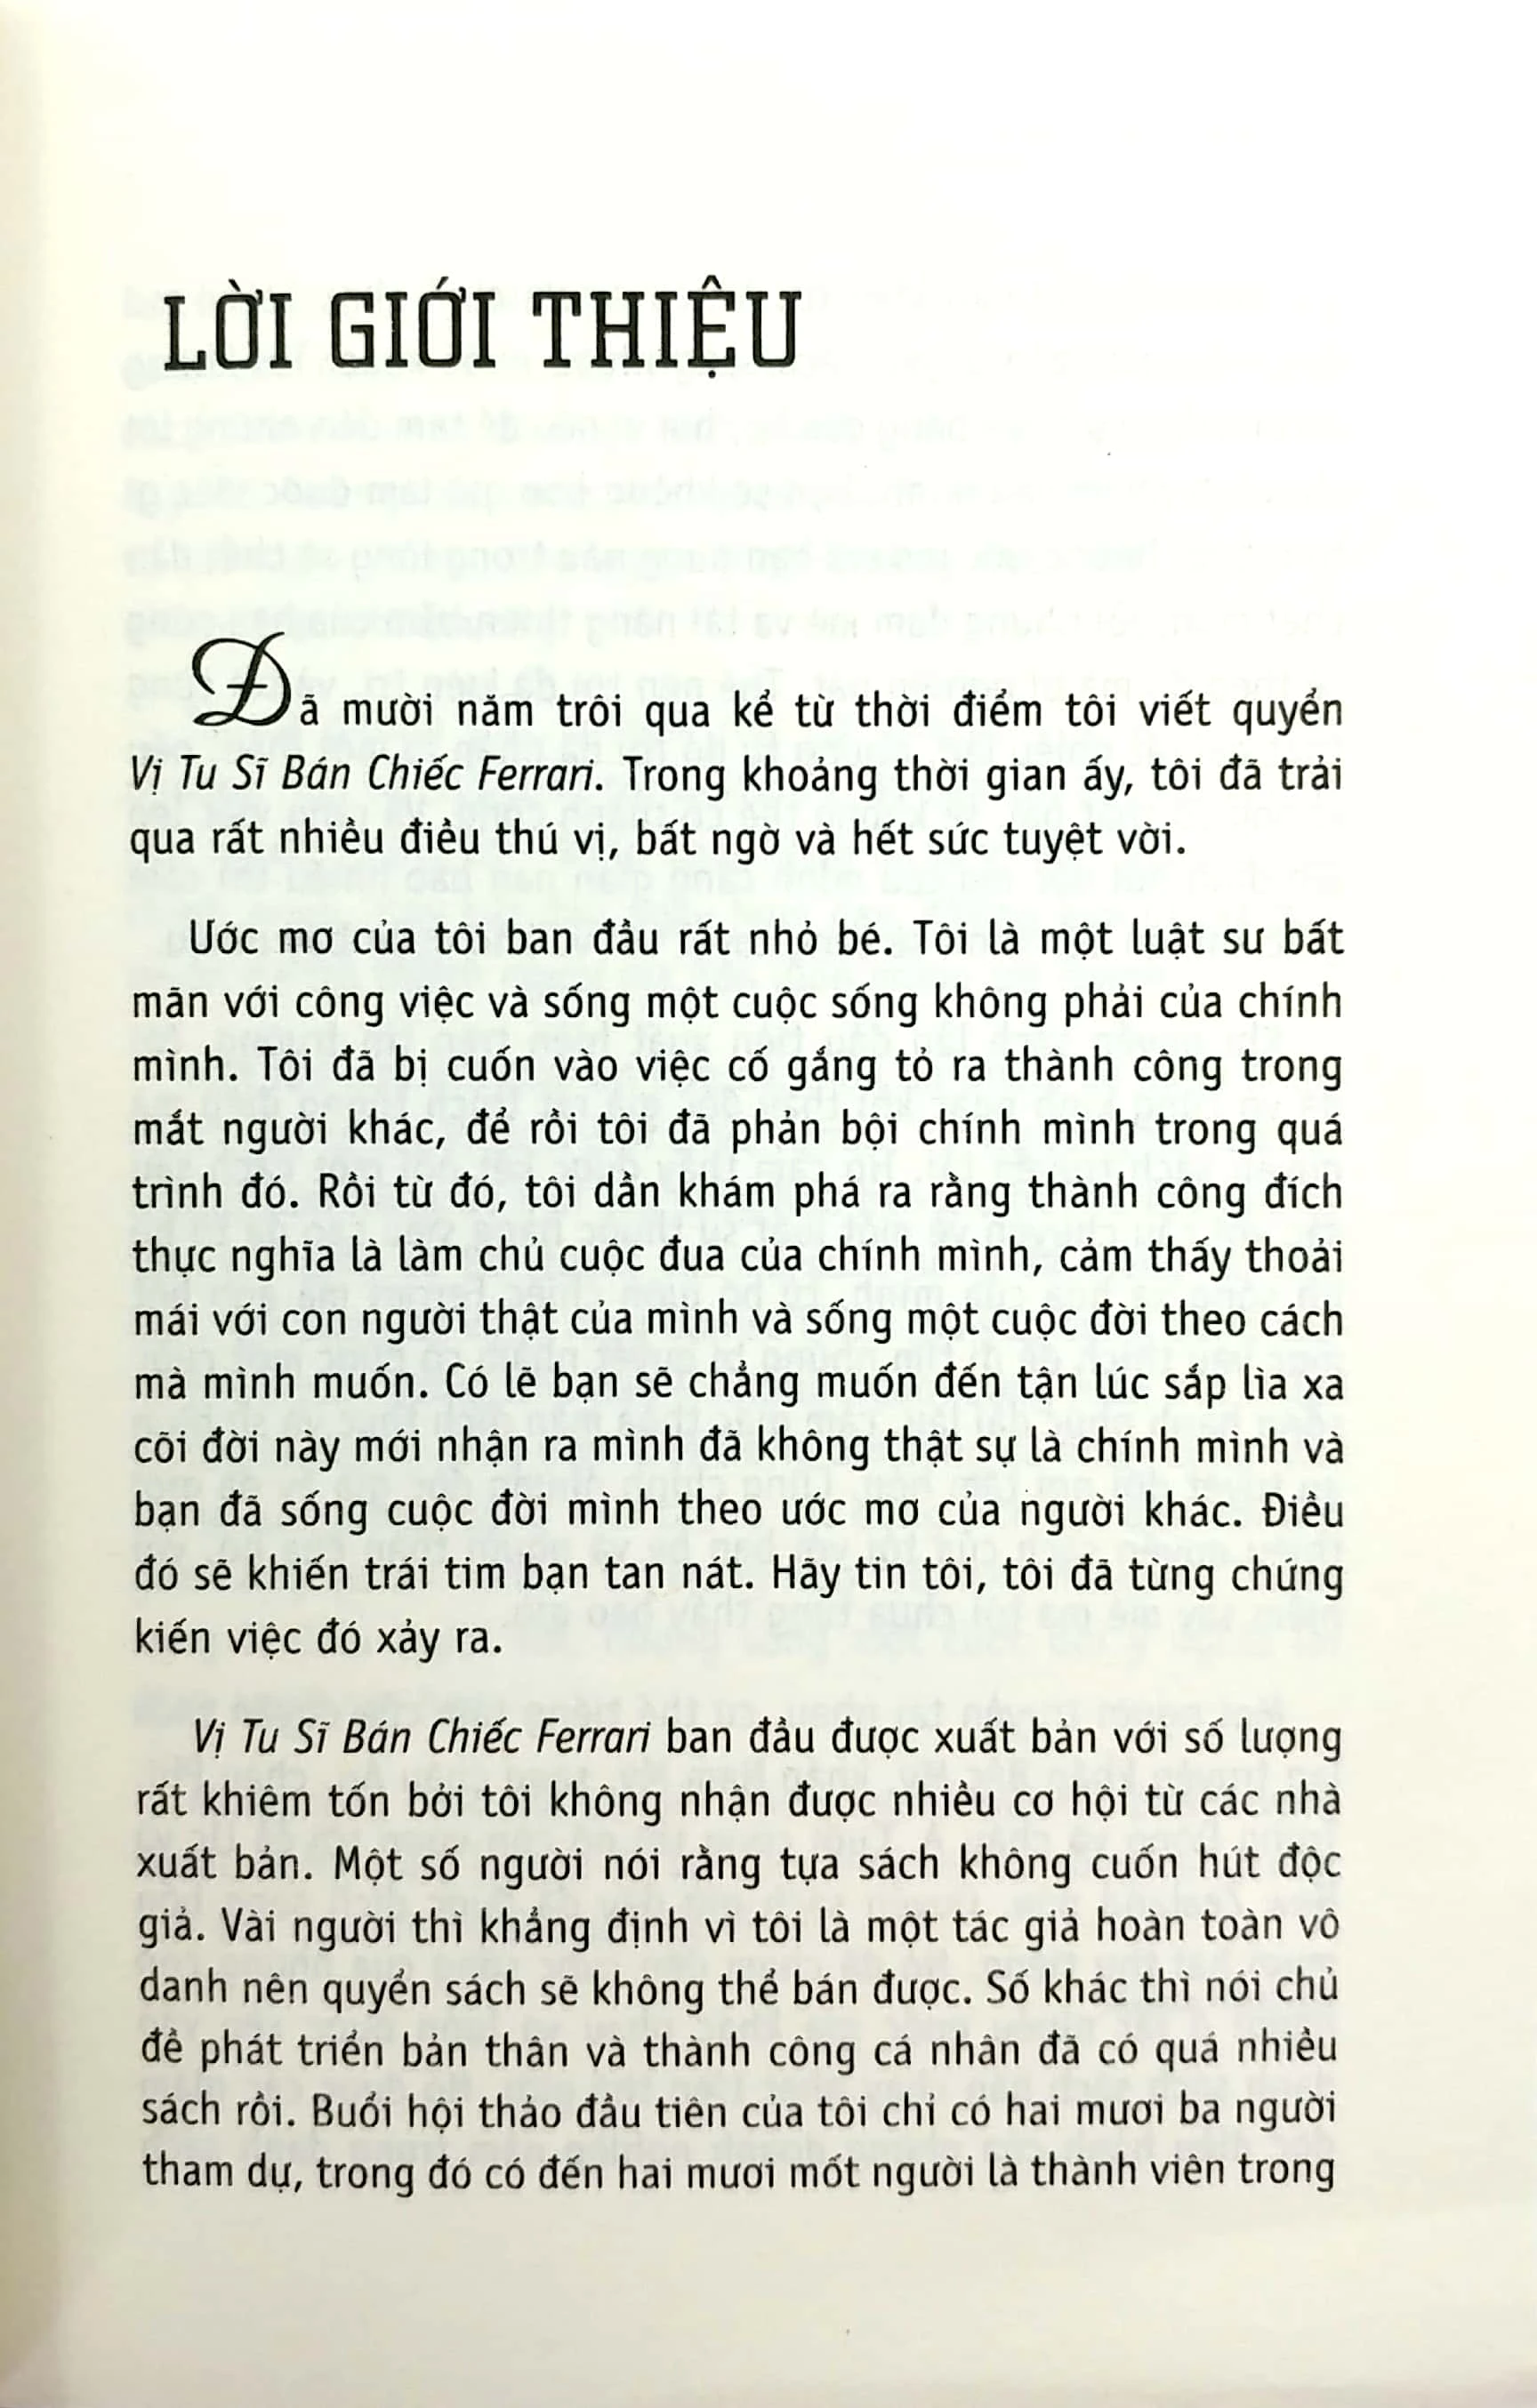 LỜI GIỚI THIỆU
Đã mười năm trôi qua kể từ thời điểm tôi viết quyển
Vị Tu Sĩ Bán Chiếc Ferrari. Trong khoảng thời gian ấy, tôi đã trải
qua rất nhiều điều thú vị, bất ngờ và hết sức tuyệt vời.
Ước mơ của tôi ban đầu rất nhỏ bé. Tôi là một luật sư bất
mãn với công việc và sống một cuộc sống không phải của chính
mình. Tôi đã bị cuốn vào việc cố gắng tỏ ra thành công trong
mắt người khác, để rồi tôi đã phản bội chính mình trong quá
trình đó. Rồi từ đó, tôi dần khám phá ra rằng thành công đích
thực nghĩa là làm chủ cuộc đua của chính mình, cảm thấy thoải
mái với con người thật của mình và sống một cuộc đời theo cách
mà mình muốn. Có lẽ bạn sẽ chẳng muốn đến tận lúc sắp lìa xa
cõi đời này mới nhận ra mình đã không thật sự là chính mình và
bạn đã sống cuộc đời mình theo ước mơ của người khác. Điều
đó sẽ khiến trái tim bạn tan nát. Hãy tin tôi, tôi đã từng chứng
kiến việc đó xảy ra.
Vị Tu Sĩ Bán Chiếc Ferrari ban đầu được xuất bản với số lượng
rất khiêm tốn bởi tôi không nhận được nhiều cơ hội từ các nhà
xuất bản. Một số người nói rằng tựa sách không cuốn hút độc
giả. Vài người thì khẳng định vì tôi là một tác giả hoàn toàn vô
danh nên quyển sách sẽ không thể bán được. Số khác thì nói chủ
đề phát triển bản thân và thành công cá nhân đã có quá nhiều
sách rồi. Buổi hội thảo đầu tiên của tôi chỉ có hai mươi ba người
tham dự, trong đó có đến hai mươi mốt người là thành viên trong